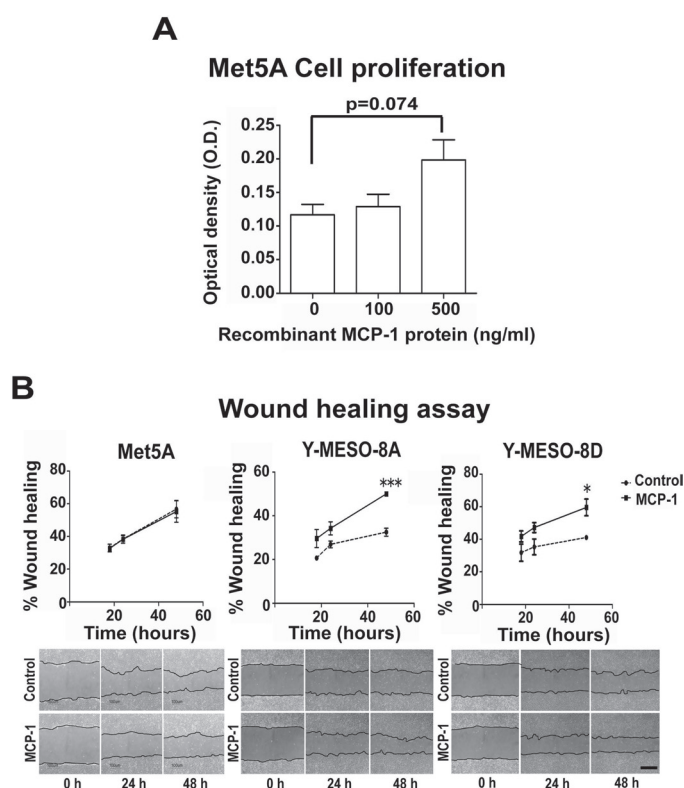 A
Met5A Cell proliferation
p=0.074
Optical density (O.D.)
0.25
0.20
0.15
0.10
0.05
0.00
0 100 500
Recombinant MCP-1 protein (ng/ml)
B
Wound healing assay
Met5A
% Wound healing
80
60
40
20
0
0 20 40 60
Time (hours)
Y-MESO-8A
***
% Wound healing
60
40
20
0
0 20 40 60
Time (hours)
Y-MESO-8D
*
% Wound healing
80
60
40
20
0
0 20 40 60
Time (hours)
Control
MCP-1
Control
MCP-1
0 h 24 h 48 h
Control
MCP-1
0 h 24 h 48 h
Control
MCP-1
0 h 24 h 48 h